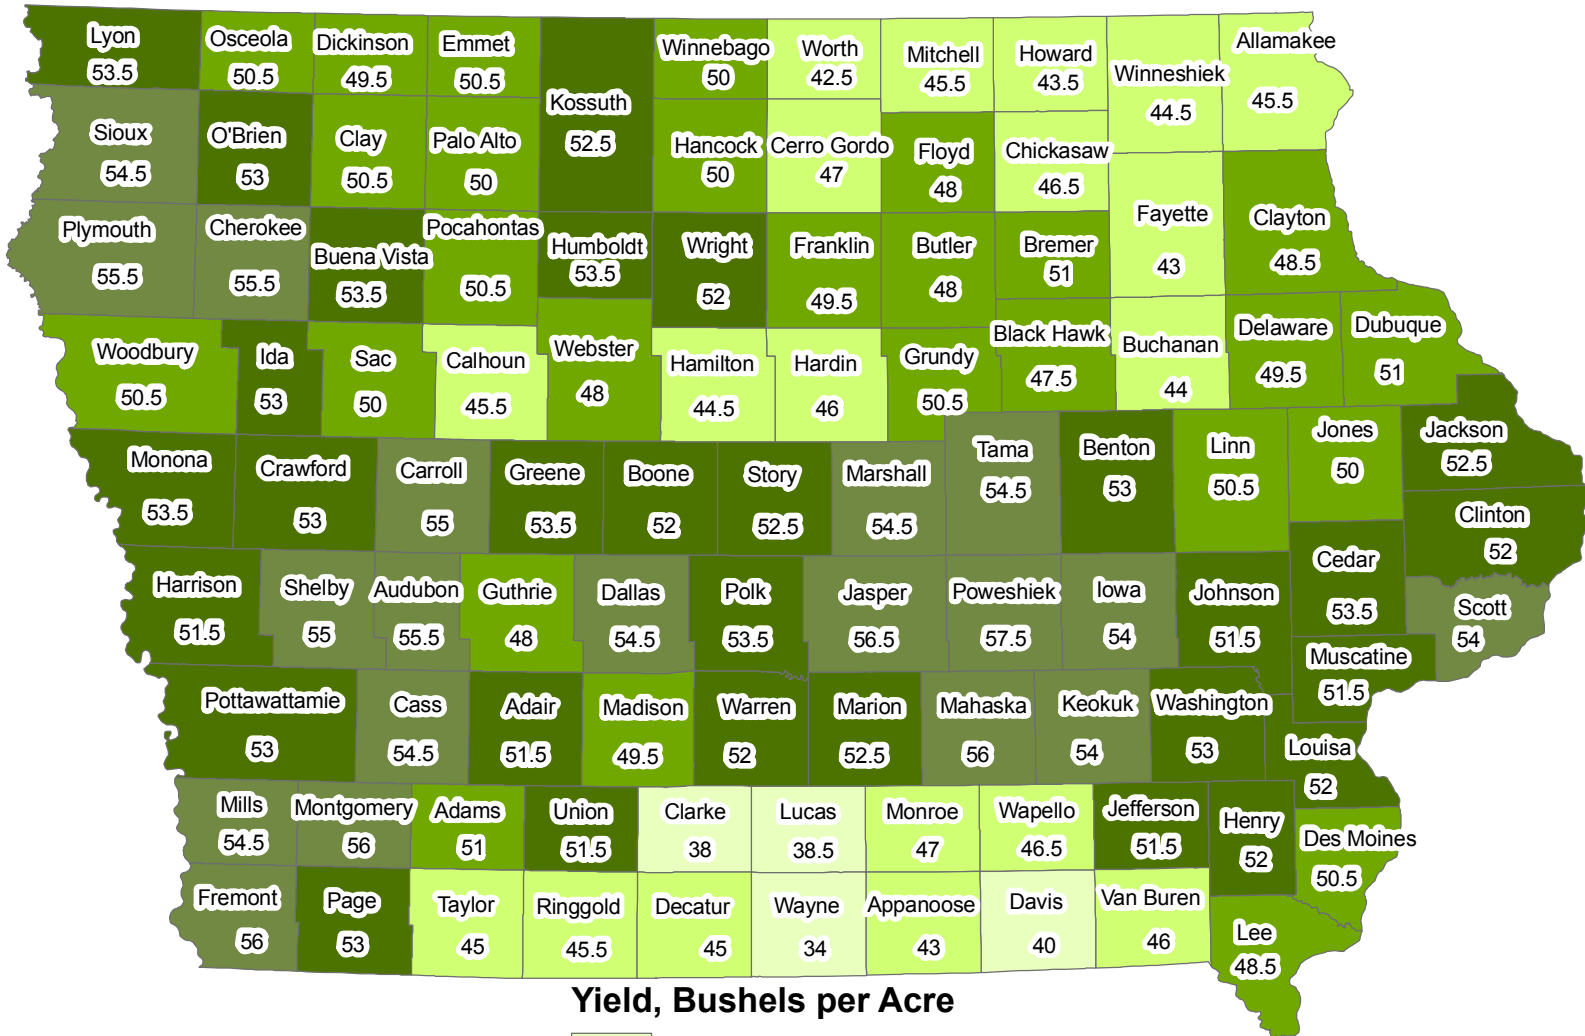 Lyon
53.5
Osceola
50.5
Dickinson
49.5
Emmet
50.5
Kossuth
52.5
Winnebago
50
Worth
42.5
Mitchell
45.5
Howard
43.5
Winneshiek
44.5
Allamakee
45.5
Sioux
54.5
O'Brien
53
Clay
50.5
Palo Alto
50
Hancock
50
Cerro Gordo
47
Floyd
48
Chickasaw
46.5
Fayette
43
Clayton
48.5
Plymouth
55.5
Cherokee
55.5
Buena Vista
53.5
Pocahontas
50.5
Humboldt
53.5
Wright
52
Franklin
49.5
Butler
48
Bremer
51
Woodbury
50.5
Ida
53
Sac
50
Calhoun
45.5
Webster
48
Hamilton
44.5
Hardin
46
Grundy
50.5
Black Hawk
47.5
Buchanan
44
Delaware
49.5
Dubuque
51
Monona
53.5
Crawford
53
Carroll
55
Greene
53.5
Boone
52
Story
52.5
Marshall
54.5
Tama
54.5
Benton
53
Linn
50.5
Jones
50
Jackson
52.5
Clinton
52
Cedar
53.5
Harrison
51.5
Shelby
55
Audubon
55.5
Guthrie
48
Dallas
54.5
Polk
53.5
Jasper
56.5
Poweshiek
57.5
Iowa
54
Johnson
51.5
Scott
54
Muscatine
51.5
Pottawattamie
53
Cass
54.5
Adair
51.5
Madison
49.5
Warren
52
Marion
52.5
Mahaska
56
Keokuk
54
Washington
53
Louisa
52
Mills
54.5
Montgomery
56
Adams
51
Union
51.5
Clarke
38
Lucas
38.5
Monroe
47
Wapello
46.5
Jefferson
51.5
Henry
52
Des Moines
50.5
Fremont
56
Page
53
Taylor
45
Ringgold
45.5
Decatur
45
Wayne
34
Appanoose
43
Davis
40
Van Buren
46
Lee
48.5
Yield, Bushels per Acre